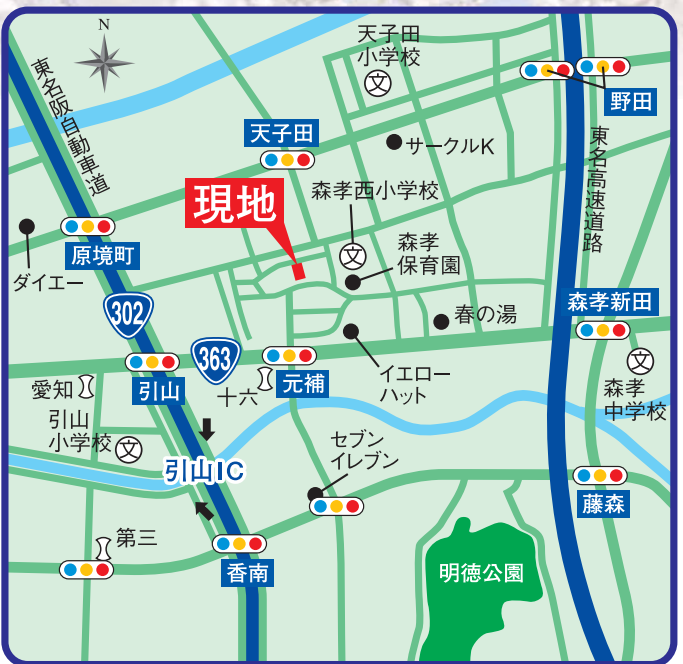 N
天子田
小学校
文
野田
東名阪自動車道
天子田
サークルK
東名高速道路
現地
森孝西小学校
文
原境町
ダイエー
森孝
保育園
302
春の湯
森孝新田
363
引山
元補
イエロー
ハット
文
森孝
中学校
愛知
十六
引山
小学校
文
セブン
イレブン
引山IC
藤森
第三
香南
明徳公園